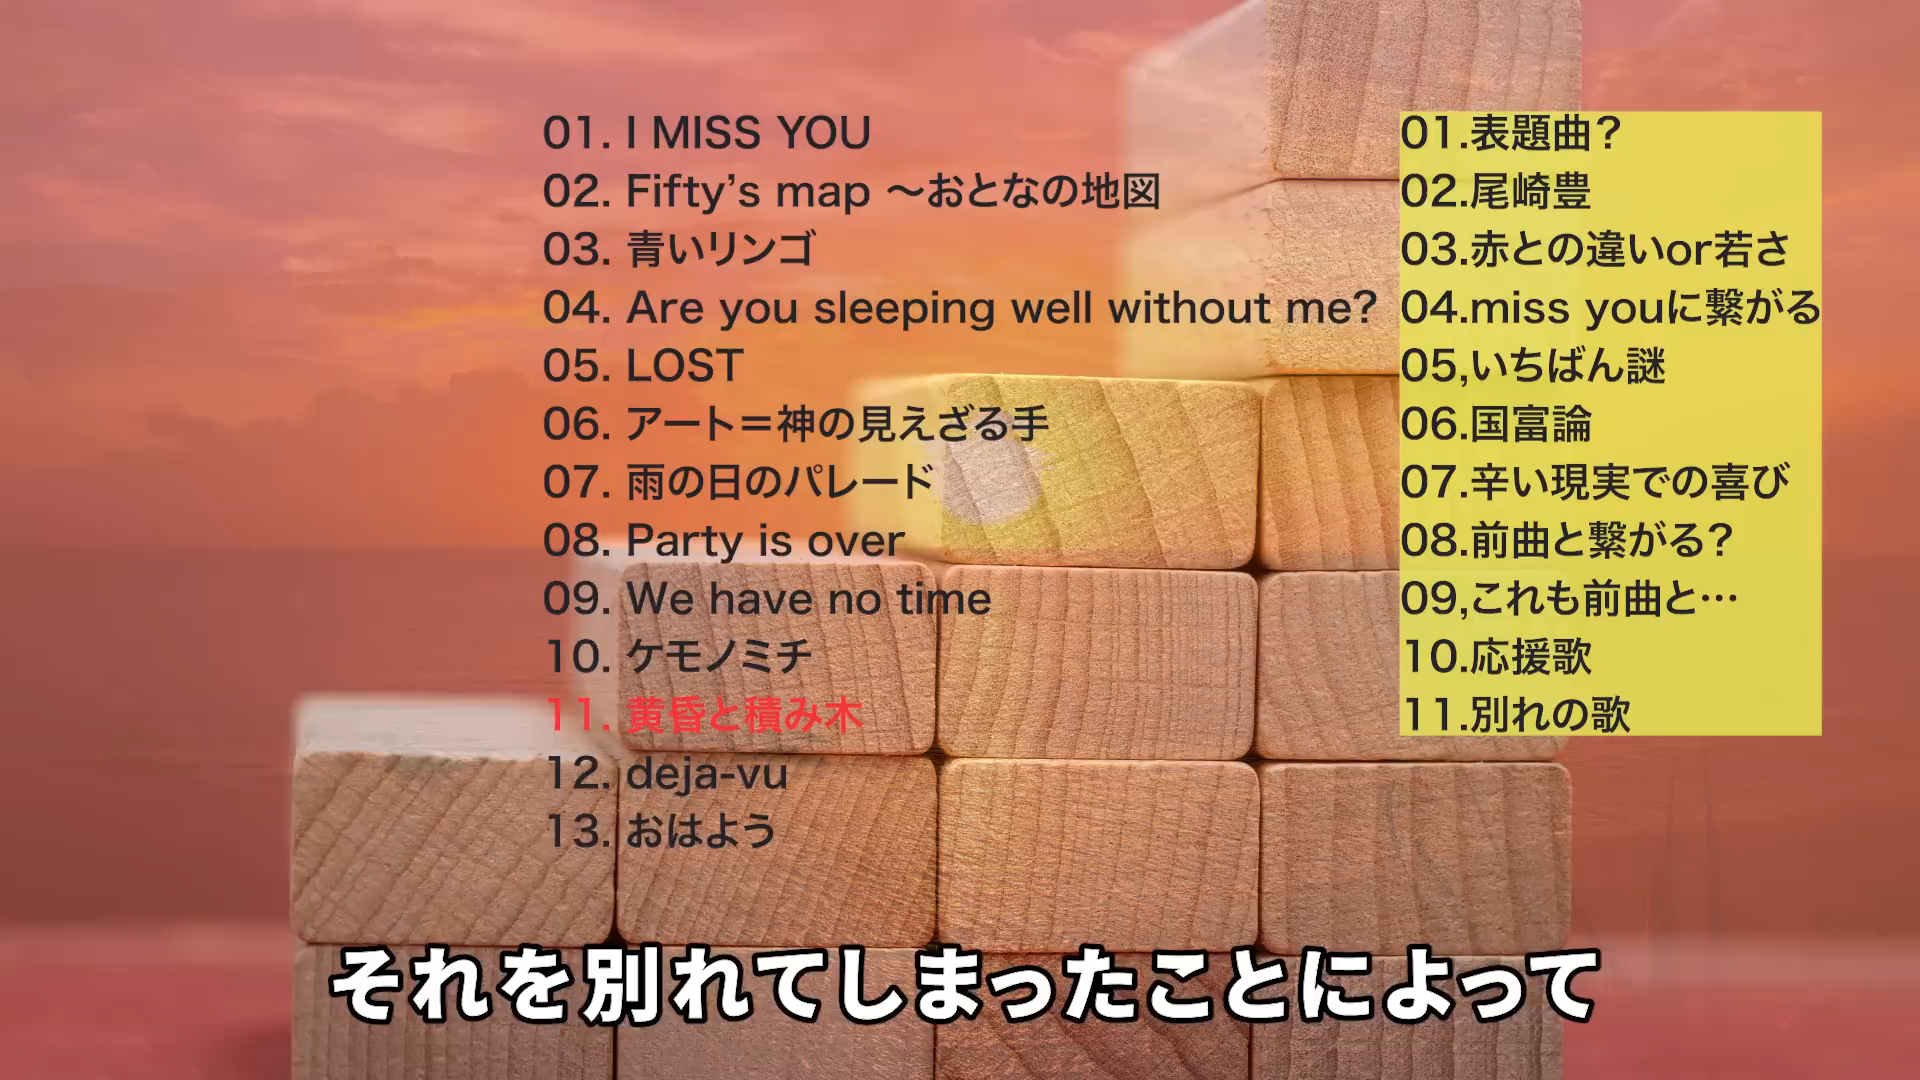 01. I MISS YOU
02. Fifty’s map ～おとなの地図
03. 青いリンゴ
04. Are you sleeping well without me?
05. LOST
06. アート＝神の見えざる手
07. 雨の日のパレード
08. Party is over
09. We have no time
10. ケモノミチ
11. 黄昏と積み木
12. deja-vu
13. おはよう
01.表題曲？
02.尾崎豊
03.赤との違いor若さ
04.miss youに繋がる
05,いちばん謎
06.国富論
07.辛い現実での喜び
08.前曲と繋がる？
09,これも前曲と…
10.応援歌
11.別れの歌
それを別れてしまったことによって